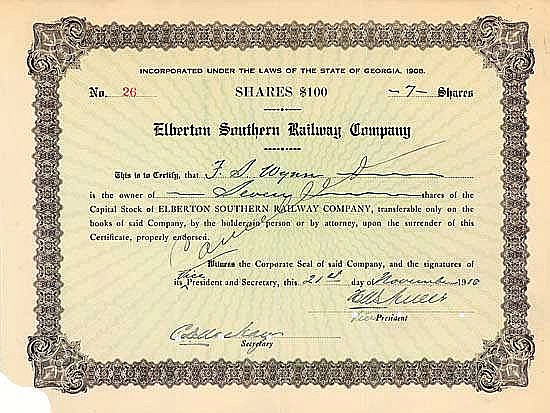 INCORPORATED UNDER THE LAWS OF THE STATE OF GEORGIA, 1908.
No. 26 SHARES $100 -7- Shares
Elberton Southern Railway Company
This is to Certify, that F. S. Wynn
is the owner of Seven shares of the
Capital Stock of ELBERTON SOUTHERN RAILWAY COMPANY, transferable only on the
books of said Company, by the holder in person or by attorney, upon the surrender of this
Certificate, properly endorsed.
Witness the Corporate Seal of said Company, and the signatures of
Vice
its President and Secretary, this 21st day November 1910
Vice President
Secretary